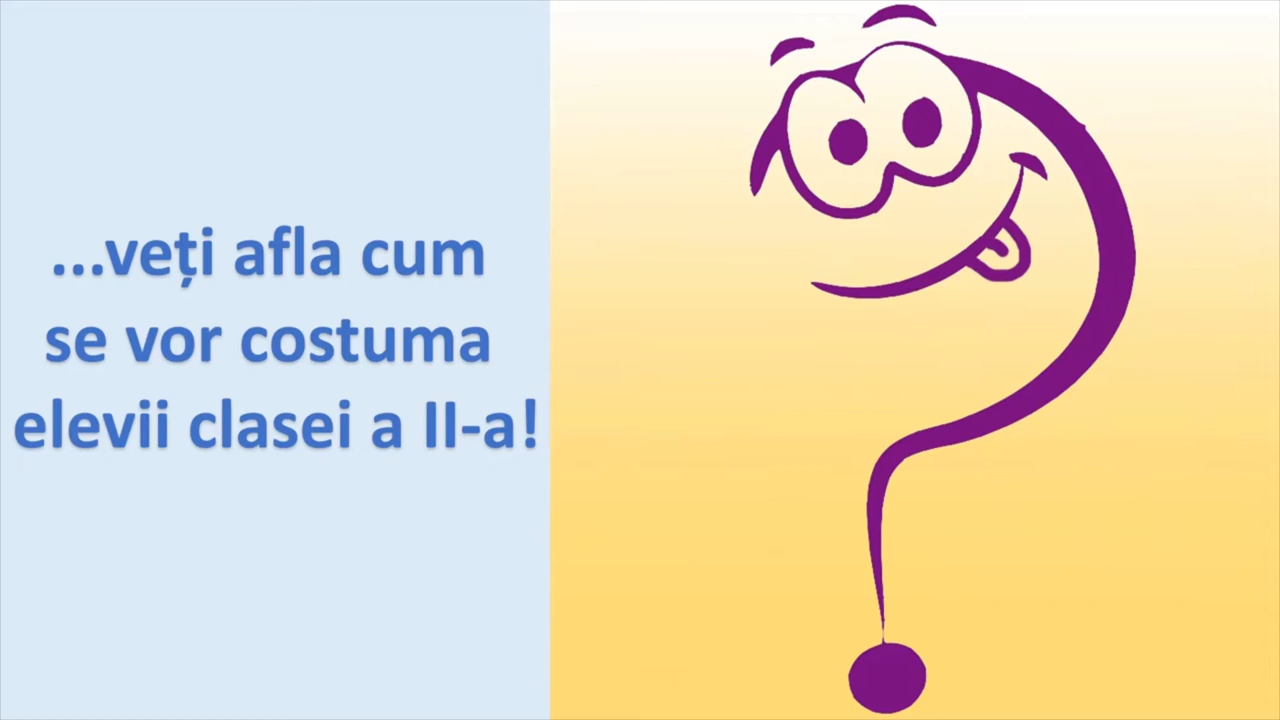 ...veți afla cum
se vor costuma
elevii clasei a II-a!